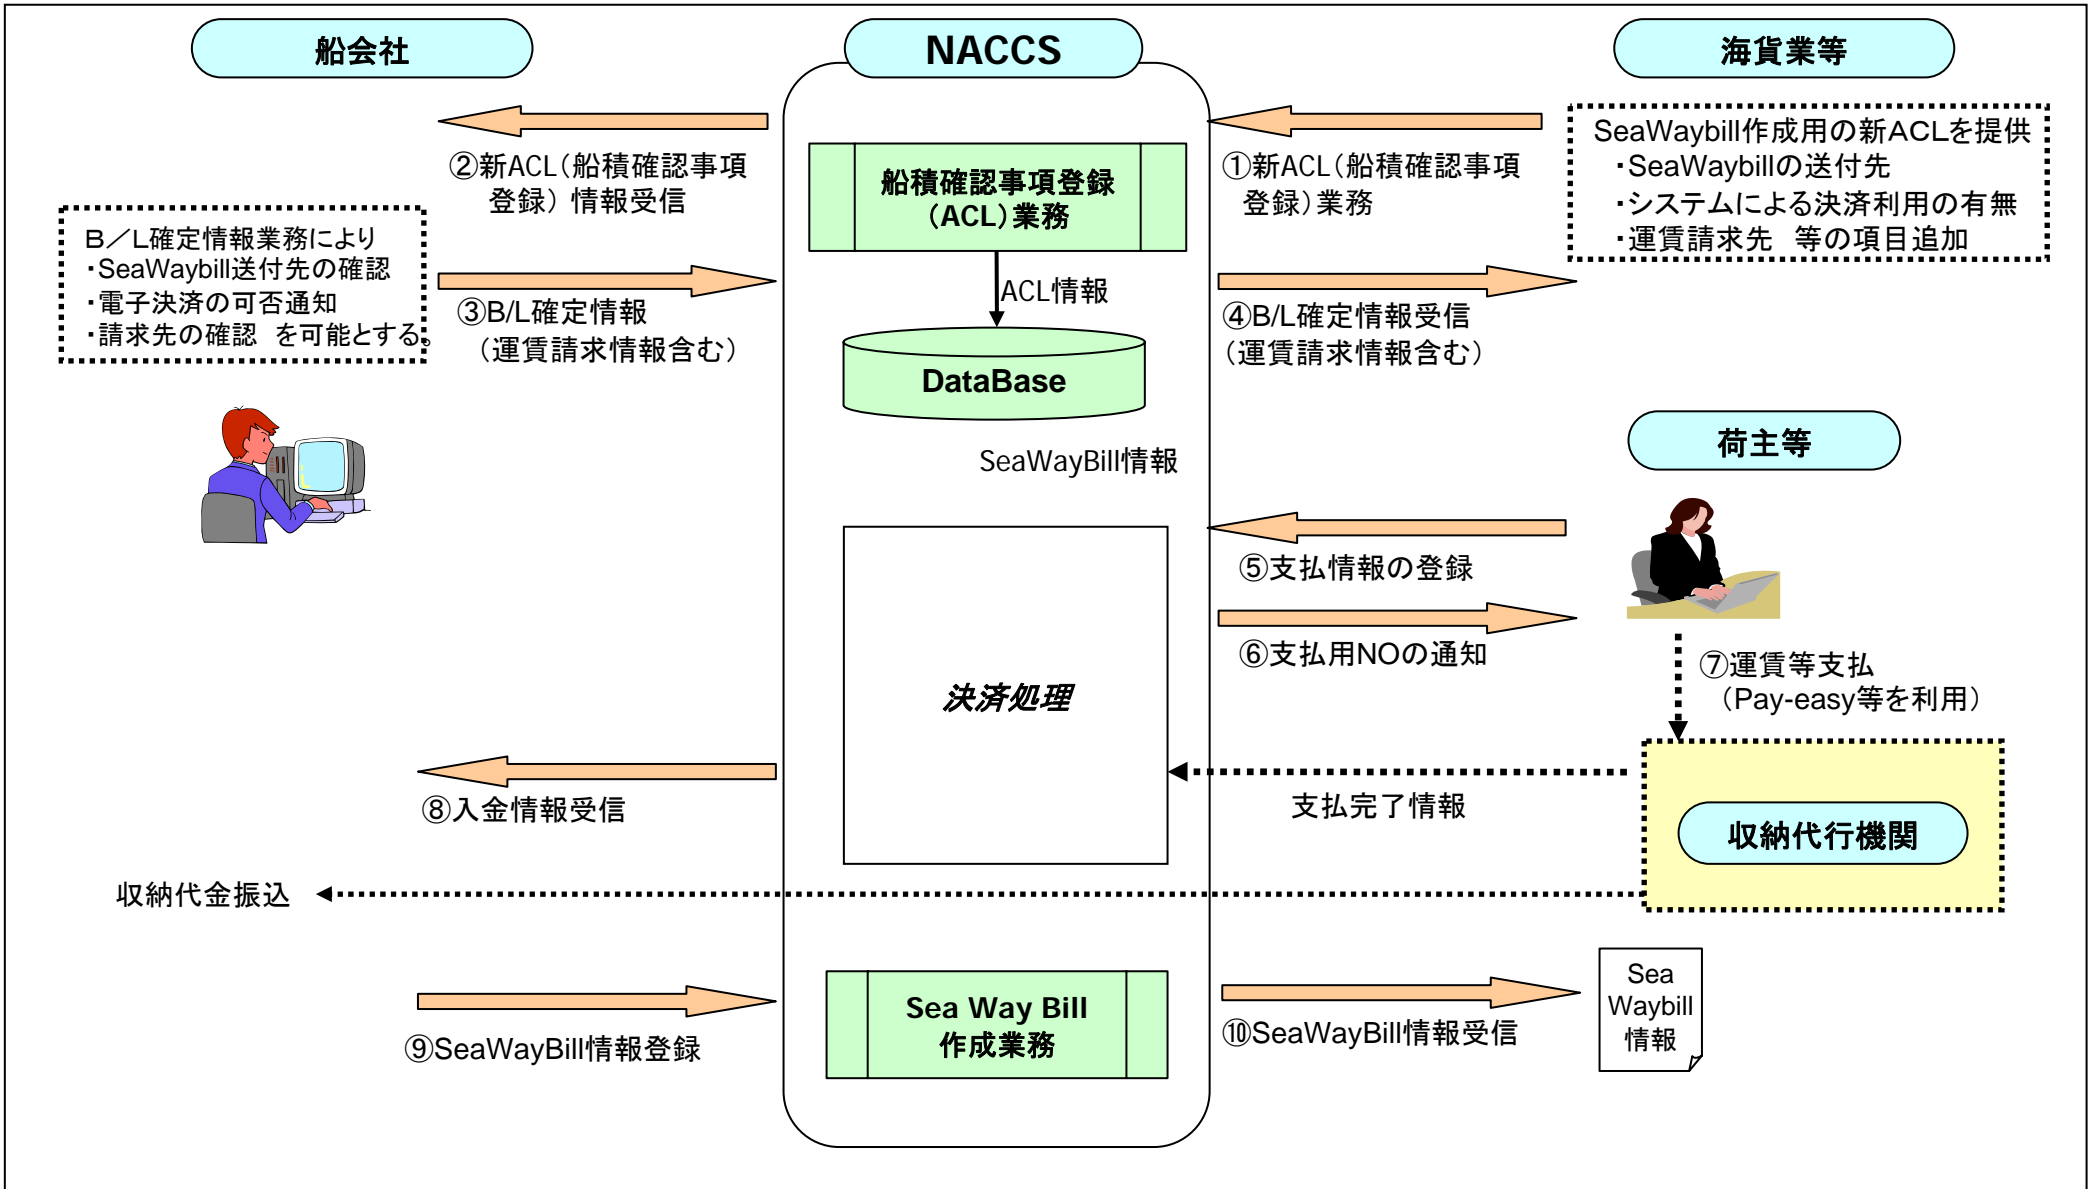 船会社
NACCS
海貨業等
②新ACL(船積確認事項
登録) 情報受信
船積確認事項登録
(ACL)業務
①新ACL(船積確認事項
登録)業務
SeaWaybill作成用の新ACLを提供
・SeaWaybillの送付先
・システムによる決済利用の有無
・運賃請求先 等の項目追加
B/L確定情報業務により
・SeaWaybill送付先の確認
・電子決済の可否通知
・請求先の確認 を可能とする。
③B/L確定情報
(運賃請求情報含む)
ACL情報
DataBase
④B/L確定情報受信
(運賃請求情報含む)
荷主等
SeaWayBill情報
⑤支払情報の登録
⑥支払用NOの通知
決済処理
⑦運賃等支払
(Pay-easy等を利用)
⑧入金情報受信
支払完了情報
収納代行機関
収納代金振込
⑨SeaWayBill情報登録
Sea Way Bill
作成業務
⑩SeaWayBill情報受信
Sea
Waybill
情報